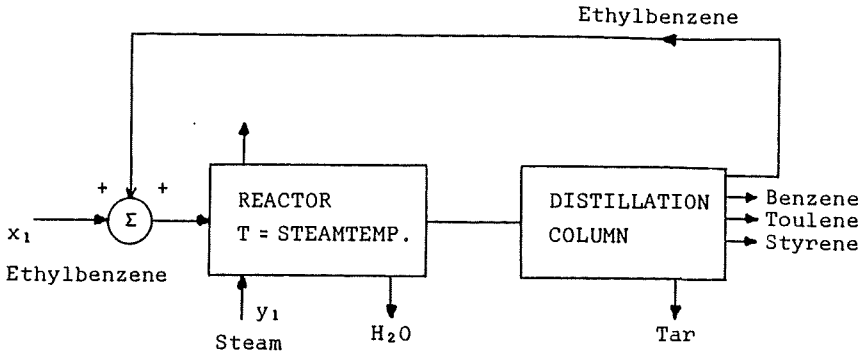 Ethylbenzene
+ +
REACTOR
T = STEAMTEMP.
DISTILLATION
COLUMN
Benzene
Toulene
Styrene
Σ
x₁
Ethylbenzene
y₁
Steam
H₂O
Tar